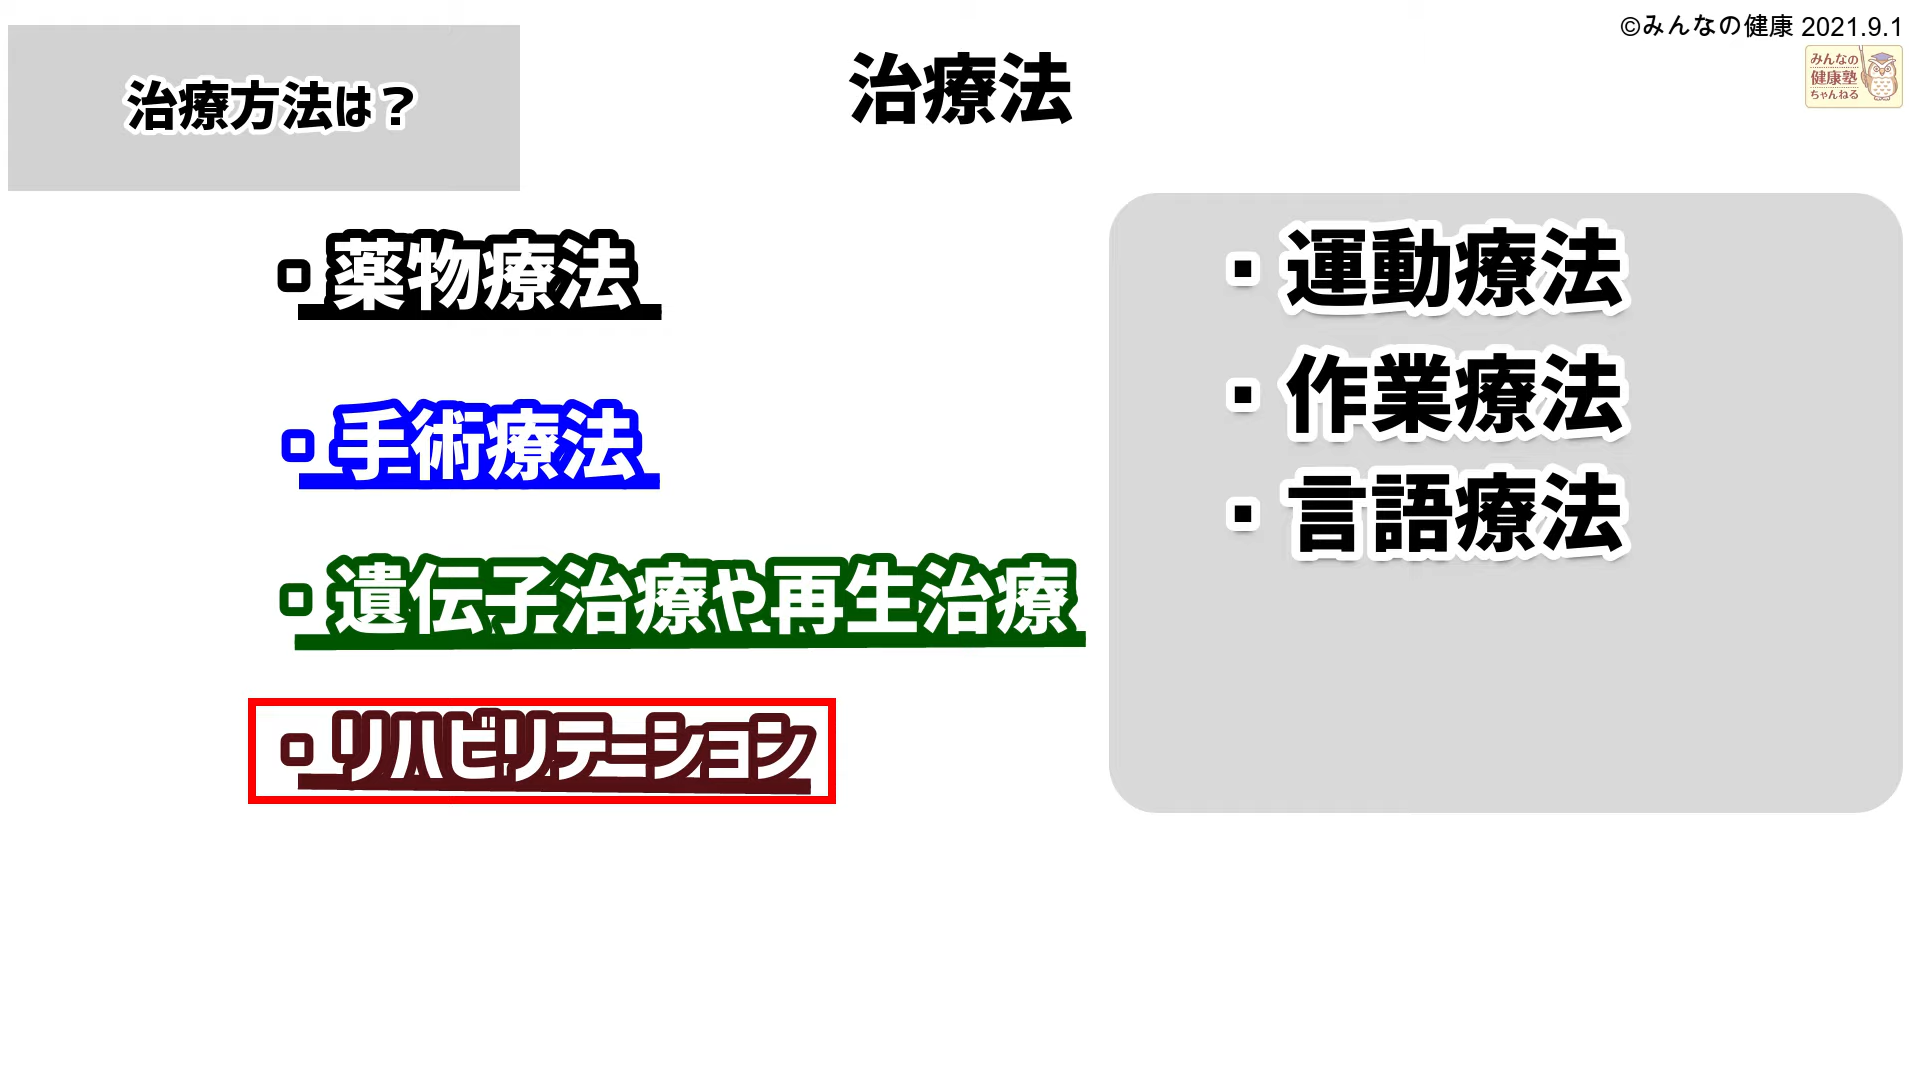 ©みんなの健康 2021.9.1
みんなの
健康塾
ちゃんねる
治療方法は？
治療法
・薬物療法
・手術療法
・遺伝子治療や再生治療
・リハビリテーション
・運動療法
・作業療法
・言語療法